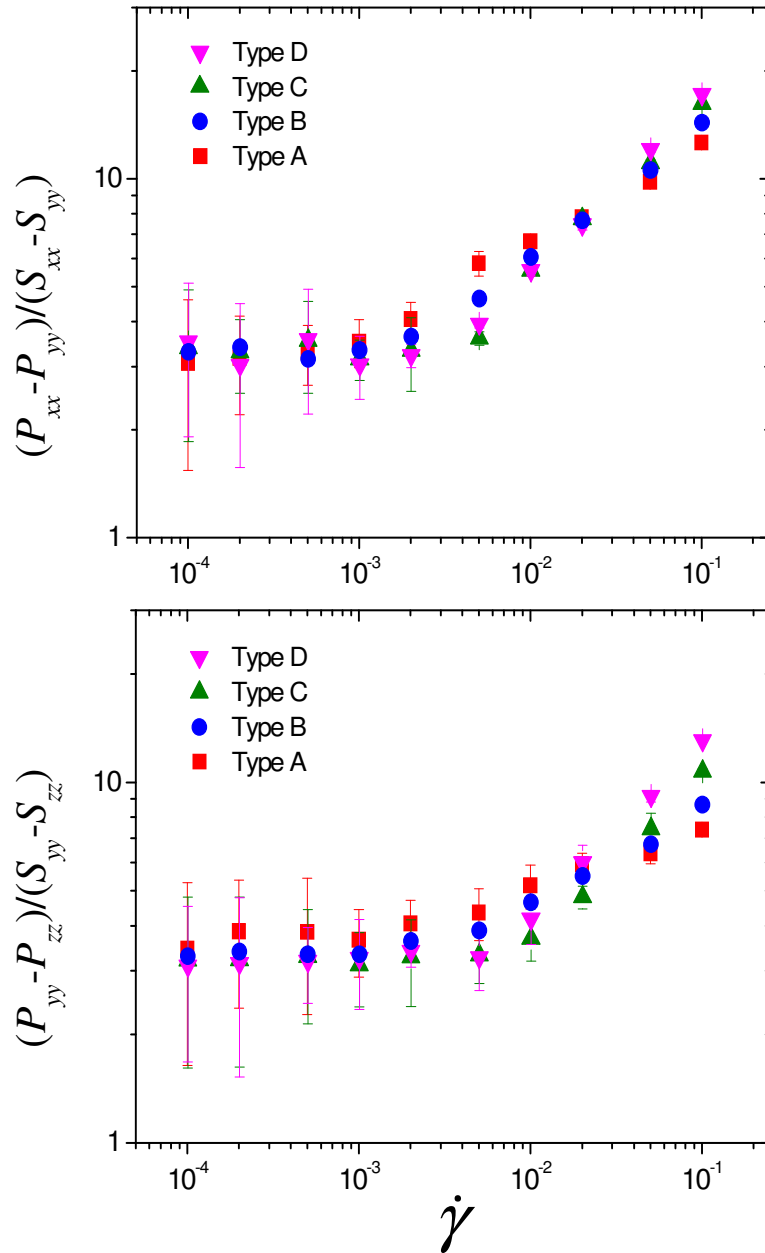 Type D
Type C
Type B
Type A
10
1
(P_xx-P_yy)/(S_xx-S_yy)
10^-4 10^-3 10^-2 10^-1
Type D
Type C
Type B
Type A
10
1
(P_yy-P_zz)/(S_yy-S_zz)
10^-4 10^-3 10^-2 10^-1
γ̇